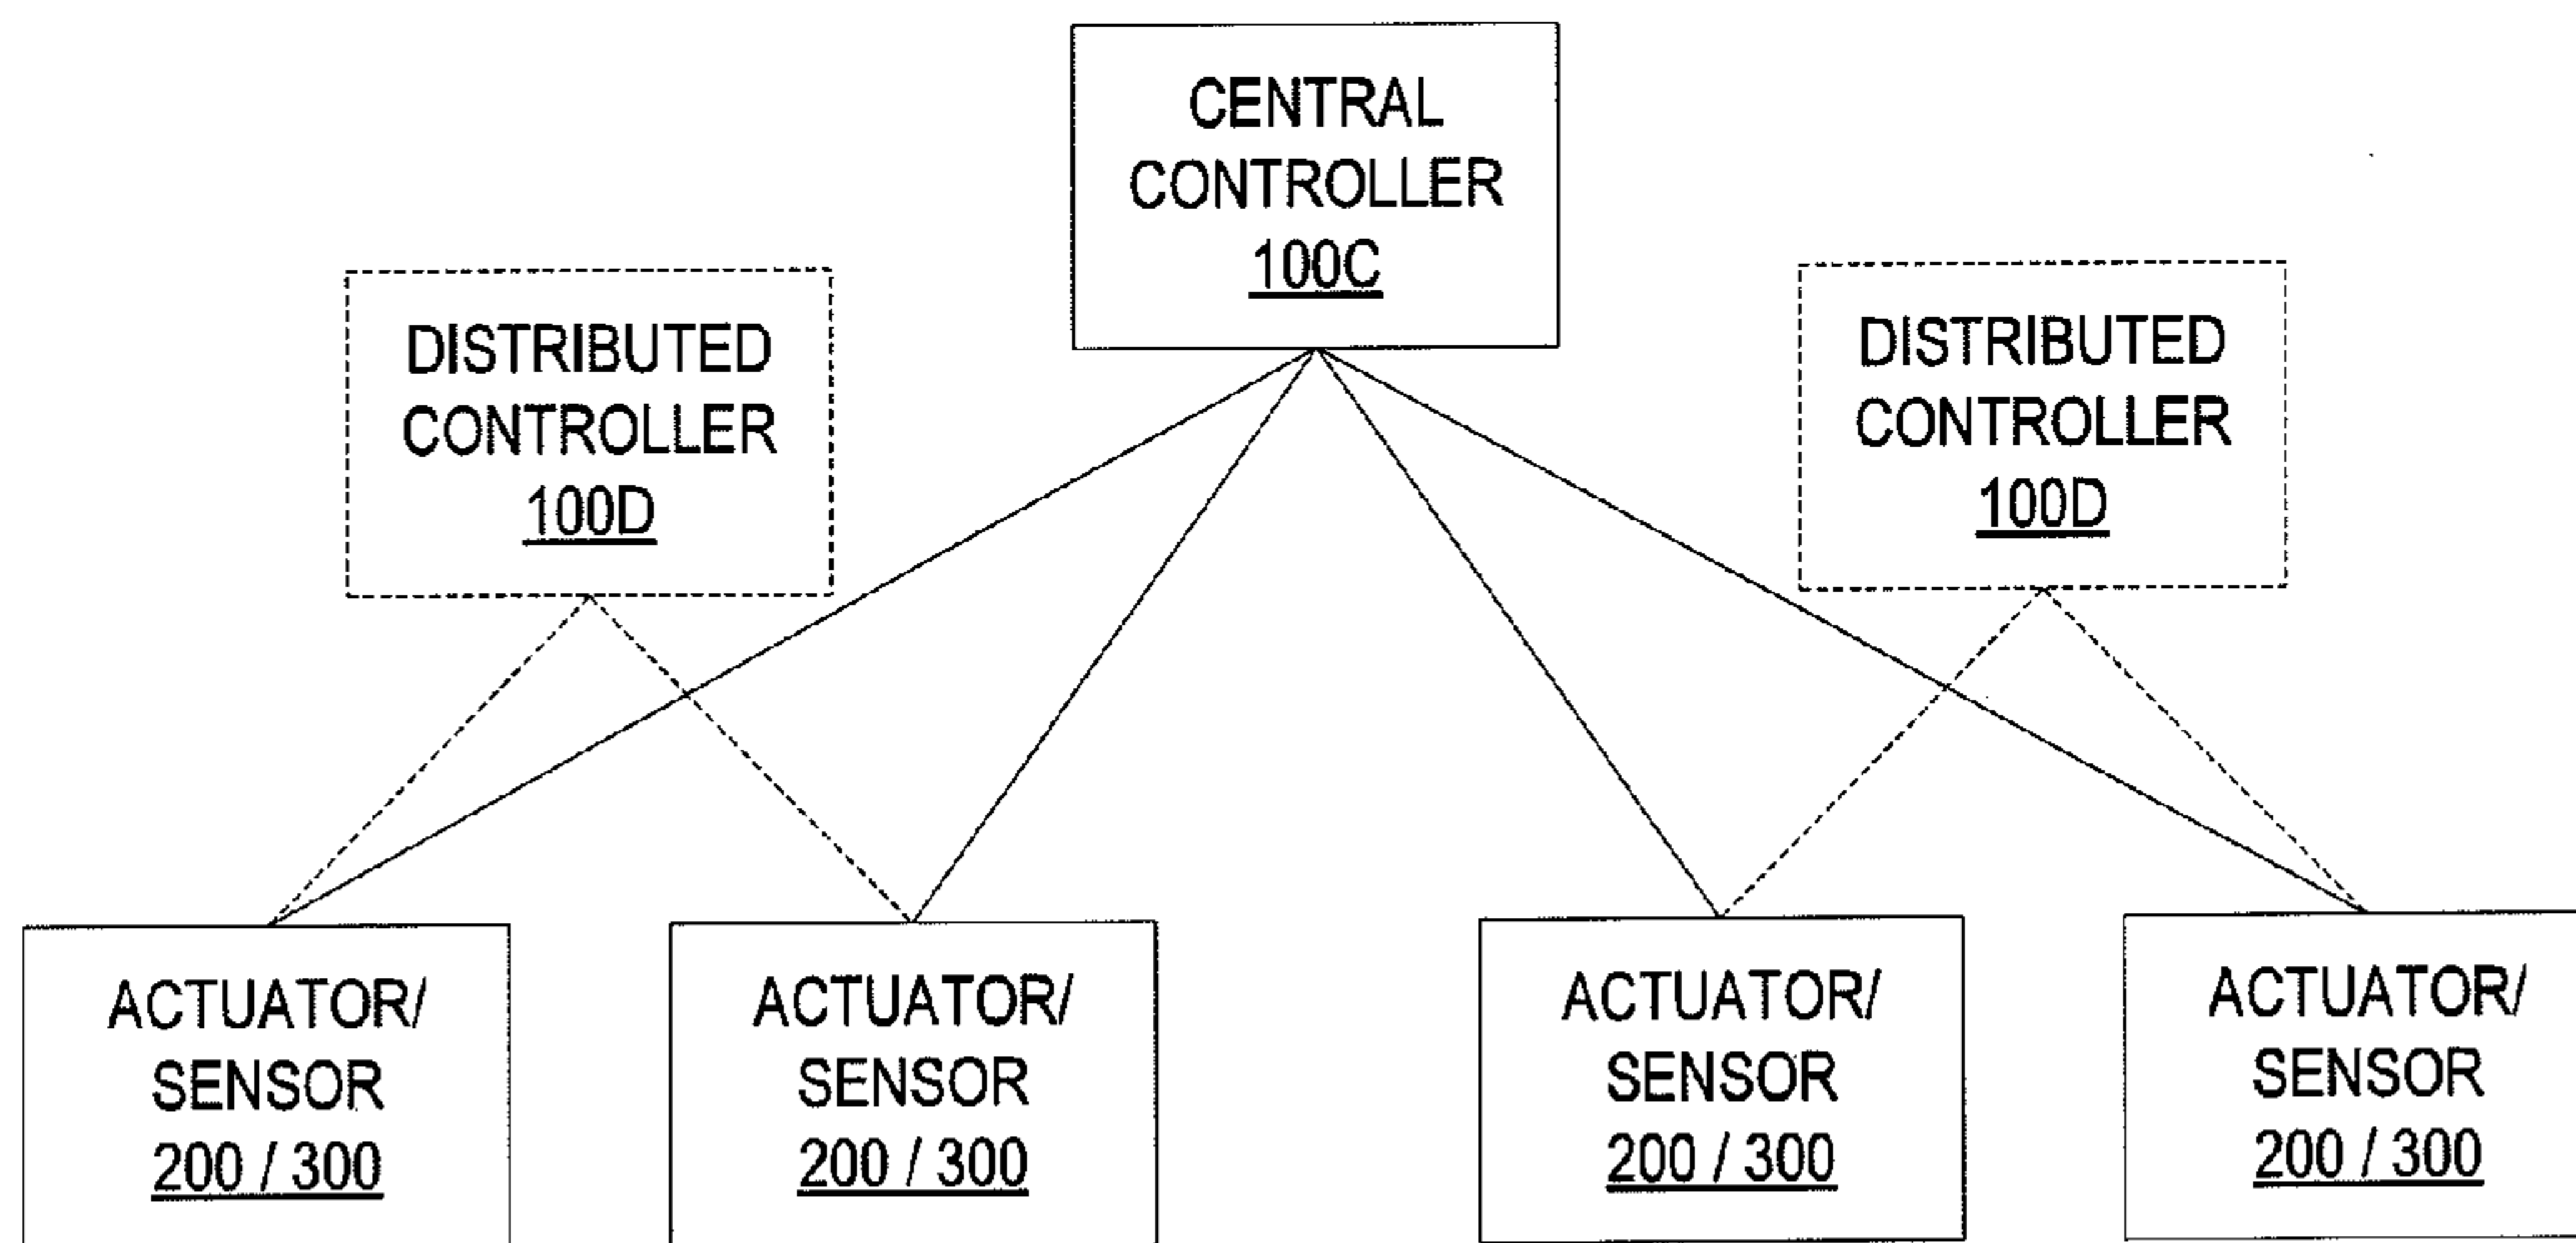 CENTRAL
CONTROLLER
100C
DISTRIBUTED
CONTROLLER
100D
DISTRIBUTED
CONTROLLER
100D
ACTUATOR/
SENSOR
200 / 300
ACTUATOR/
SENSOR
200 / 300
ACTUATOR/
SENSOR
200 / 300
ACTUATOR/
SENSOR
200 / 300